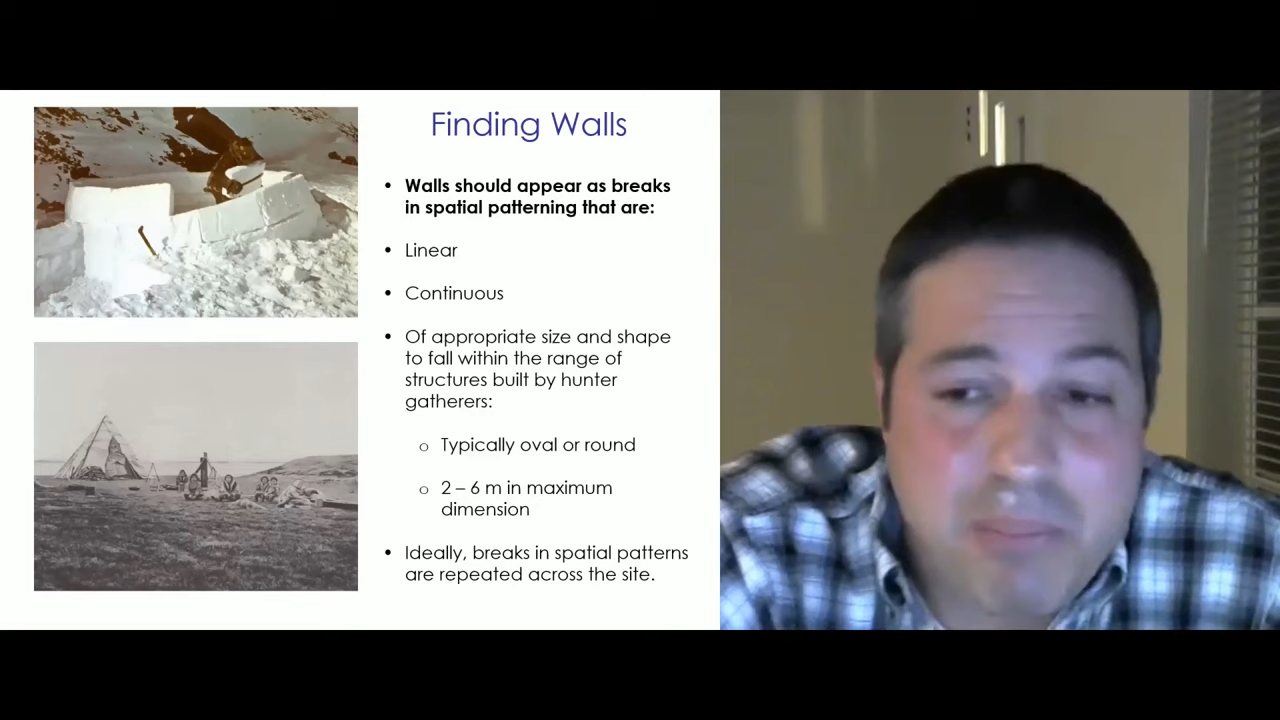 Finding Walls
• Walls should appear as breaks
in spatial patterning that are:
• Linear
• Continuous
• Of appropriate size and shape
to fall within the range of
structures built by hunter
gatherers:
o Typically oval or round
o 2 – 6 m in maximum
dimension
• Ideally, breaks in spatial patterns
are repeated across the site.